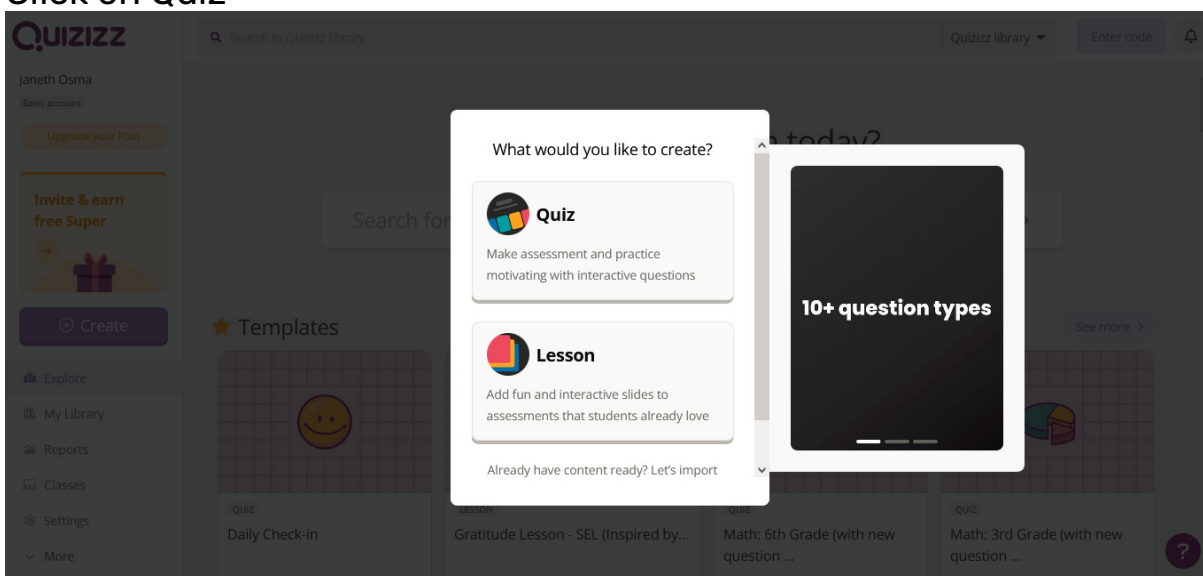 Click on Quiz
Quizizz
Search in Quizizz library
Quizizz library
Enter code
Janeth Osma
Basic account
Upgrade your Plan
Invite & earn
free Super
Create
Explore
My Library
Reports
Classes
Settings
More
today?
Search for
What would you like to create?
Quiz
Make assessment and practice
motivating with interactive questions
Lesson
Add fun and interactive slides to
assessments that students already love
Already have content ready? Let's import
10+ question types
Templates
See more
QUIZ
Daily Check-in
LESSON
Gratitude Lesson - SEL (Inspired by...
QUIZ
Math: 6th Grade (with new
question ...
QUIZ
Math: 3rd Grade (with new
question ...
?